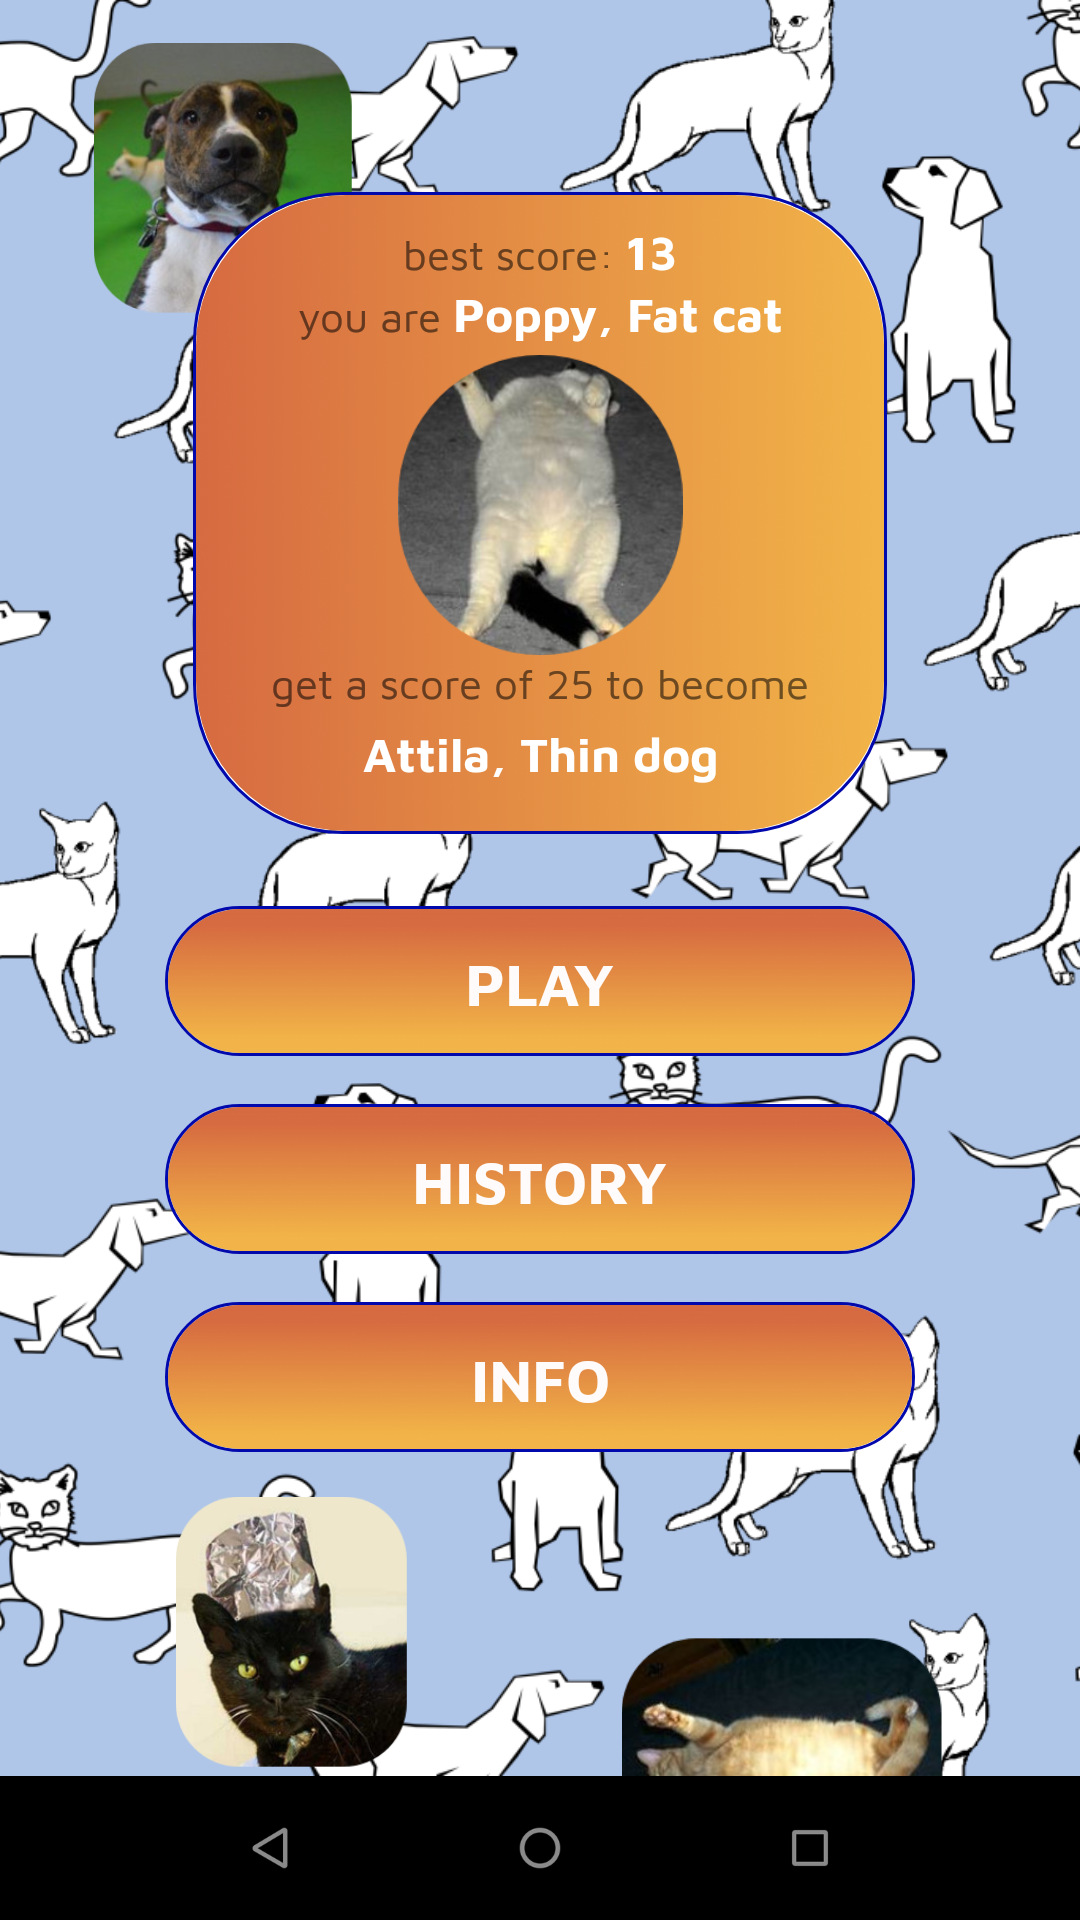 best score: 13
you are Poppy, Fat cat
get a score of 25 to become
Attila, Thin dog
PLAY
HISTORY
INFO